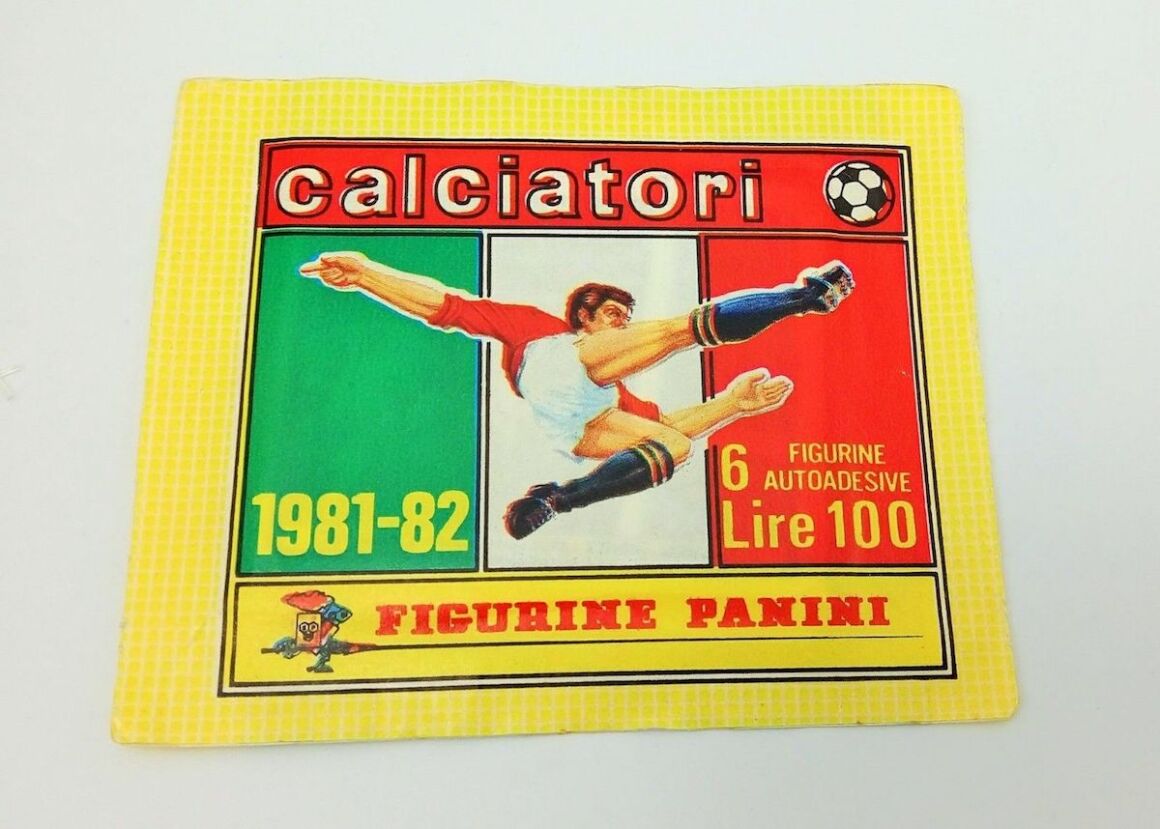 calciatori
1981-82
6 FIGURINE
AUTOADESIVE
Lire 100
FIGURINE PANINI